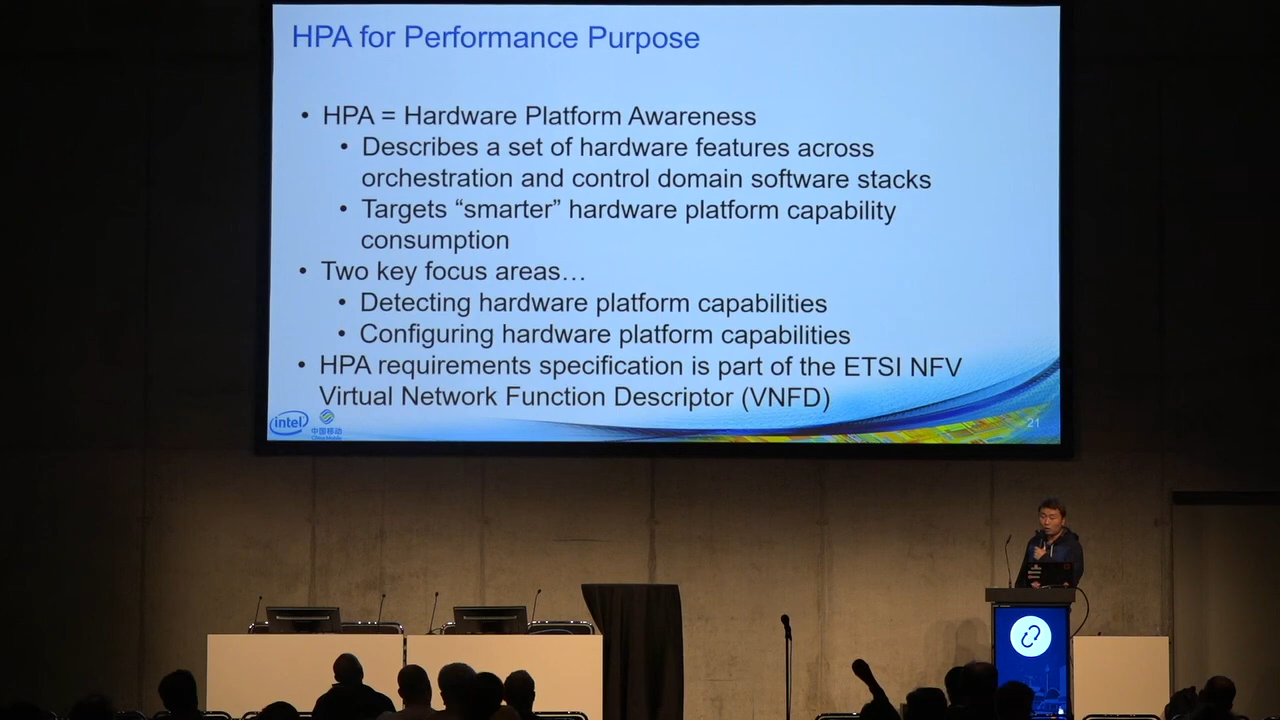 HPA for Performance Purpose
• HPA = Hardware Platform Awareness
• Describes a set of hardware features across
orchestration and control domain software stacks
• Targets “smarter” hardware platform capability
consumption
• Two key focus areas…
• Detecting hardware platform capabilities
• Configuring hardware platform capabilities
• HPA requirements specification is part of the ETSI NFV
Virtual Network Function Descriptor (VNFD)
intel
中国移动
China Mobile
21